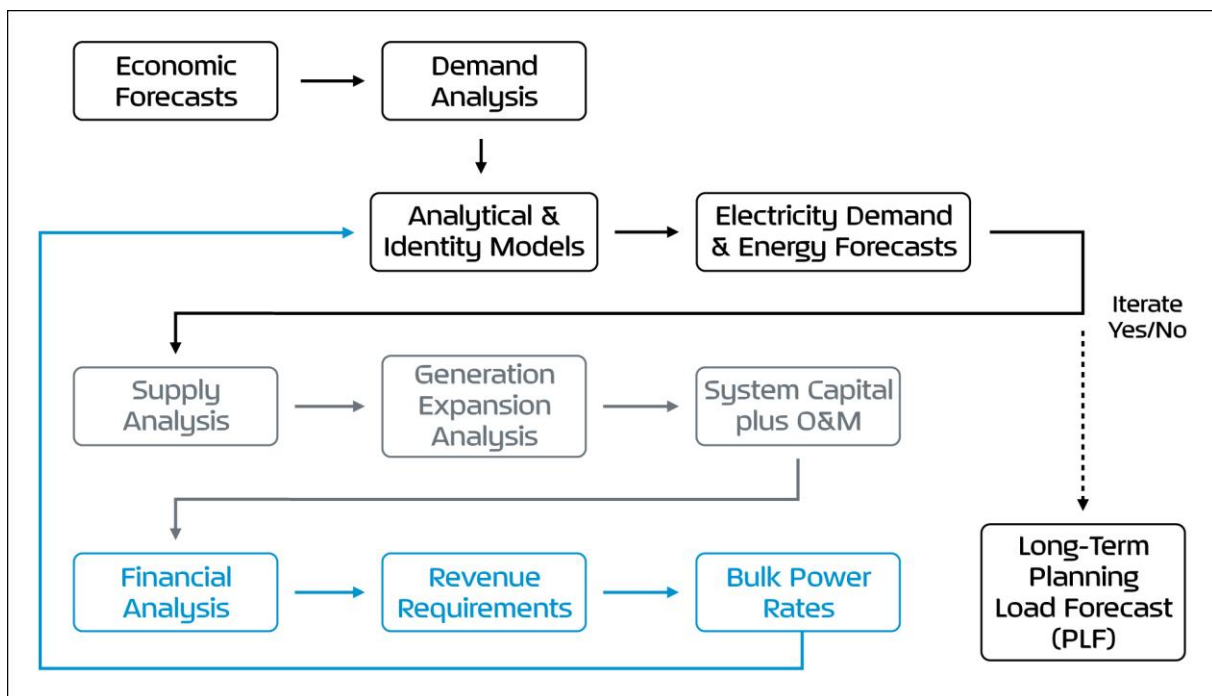 Economic
Forecasts
Demand
Analysis
Analytical &
Identity Models
Electricity Demand
& Energy Forecasts
Iterate
Yes/No
Supply
Analysis
Generation
Expansion
Analysis
System Capital
plus O&M
Financial
Analysis
Revenue
Requirements
Bulk Power
Rates
Long-Term
Planning
Load Forecast
(PLF)